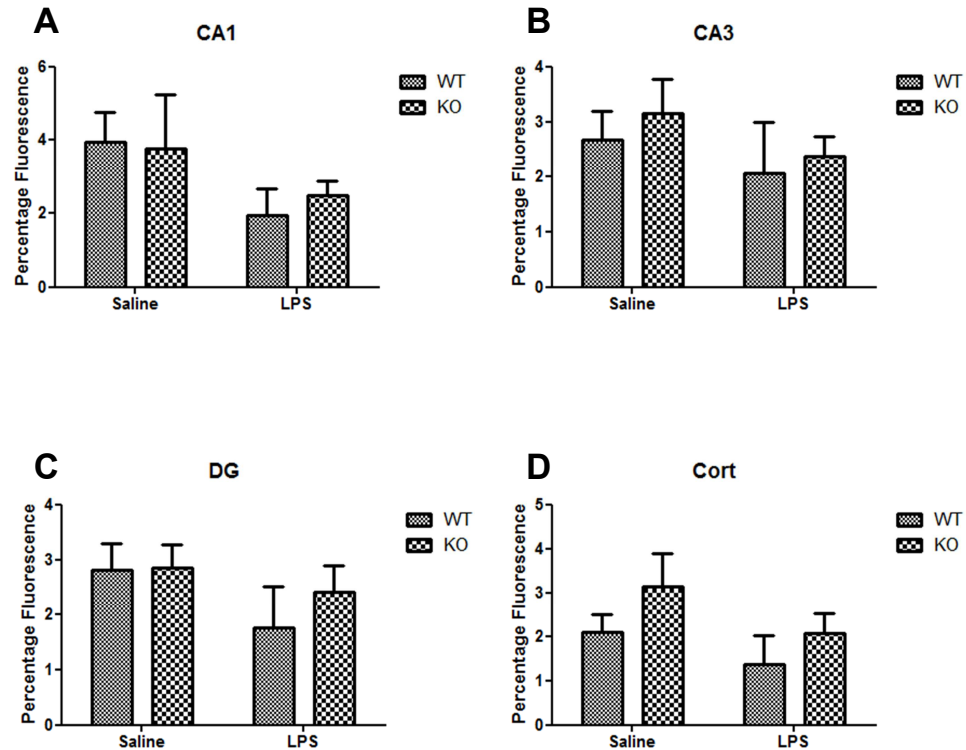 A
CA1
Percentage Fluorescence
6
4
2
0
Saline
LPS
WT
KO
B
CA3
Percentage Fluorescence
4
3
2
1
0
Saline
LPS
WT
KO
C
DG
Percentage Fluorescence
4
3
2
1
0
Saline
LPS
WT
KO
D
Cort
Percentage Fluorescence
5
4
3
2
1
0
Saline
LPS
WT
KO